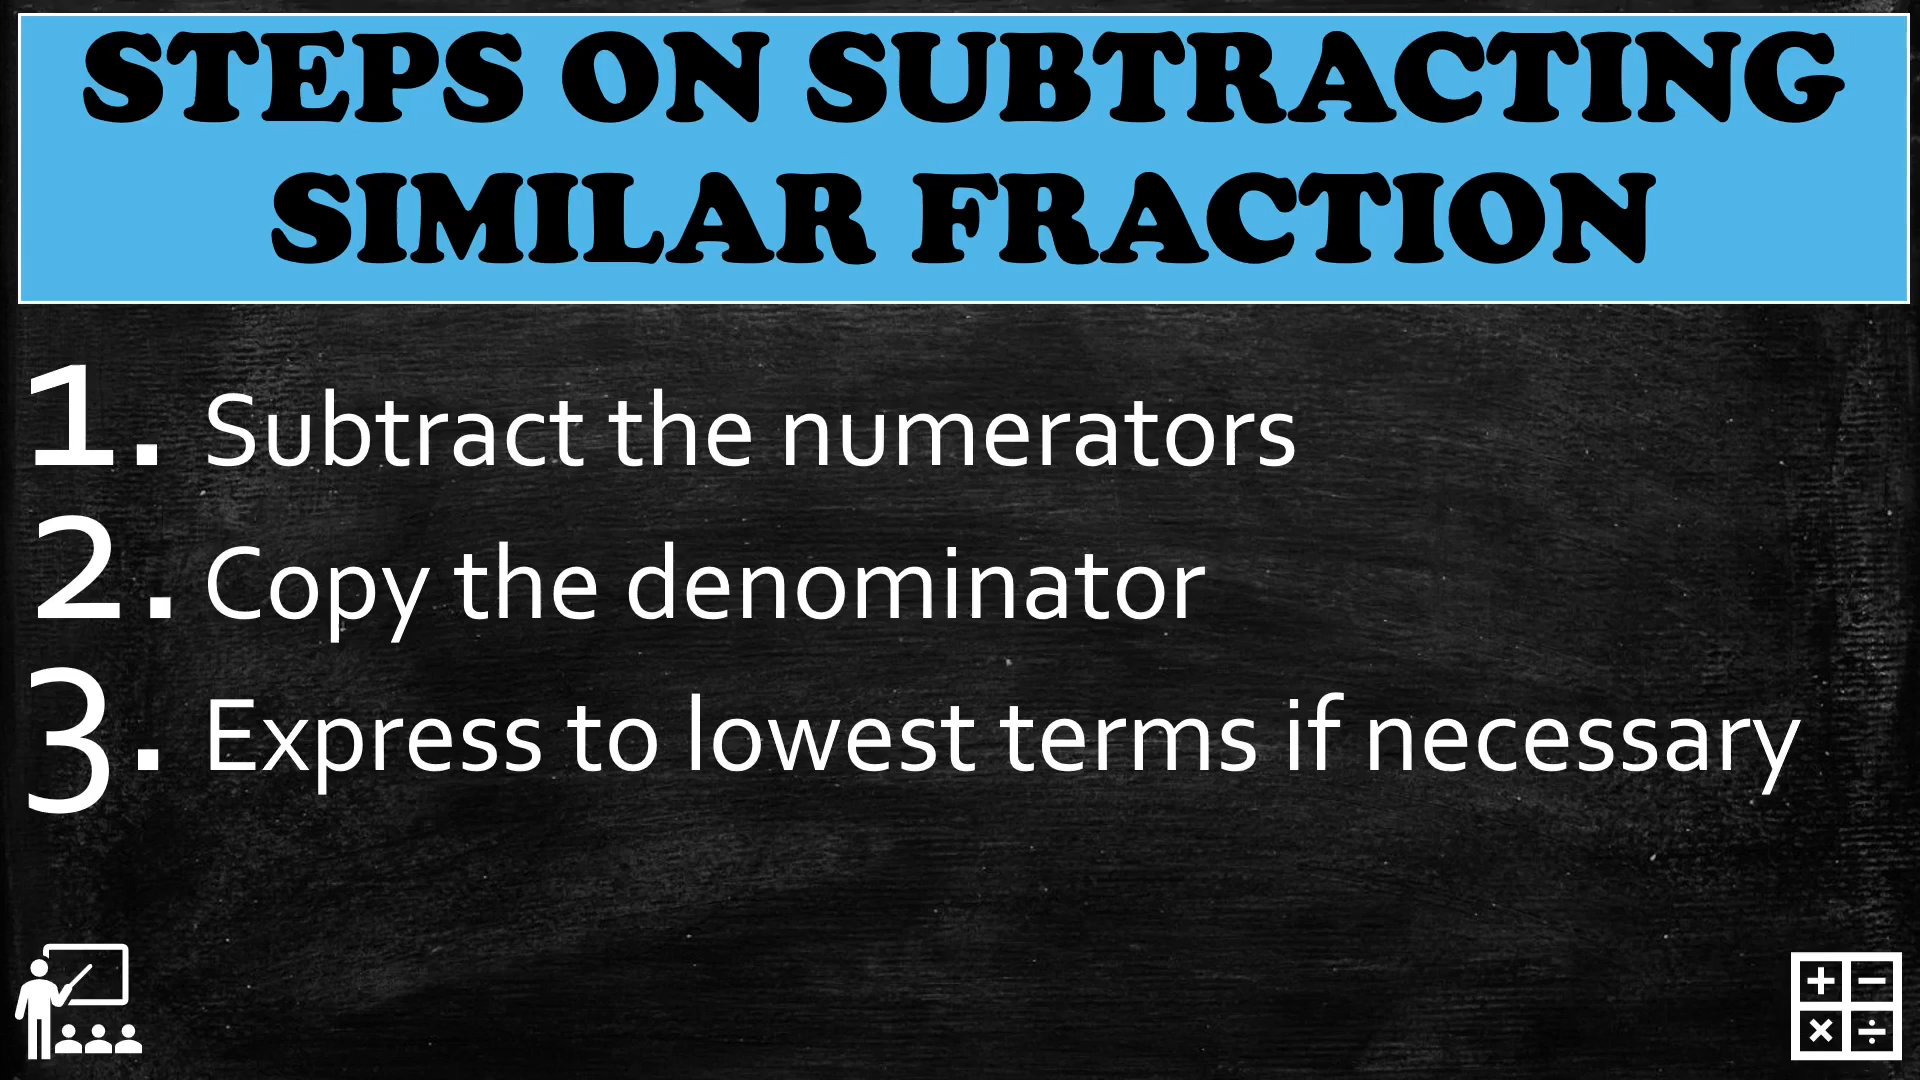 STEPS ON SUBTRACTING
SIMILAR FRACTION
1. Subtract the numerators
2. Copy the denominator
3. Express to lowest terms if necessary
+ −
× ÷